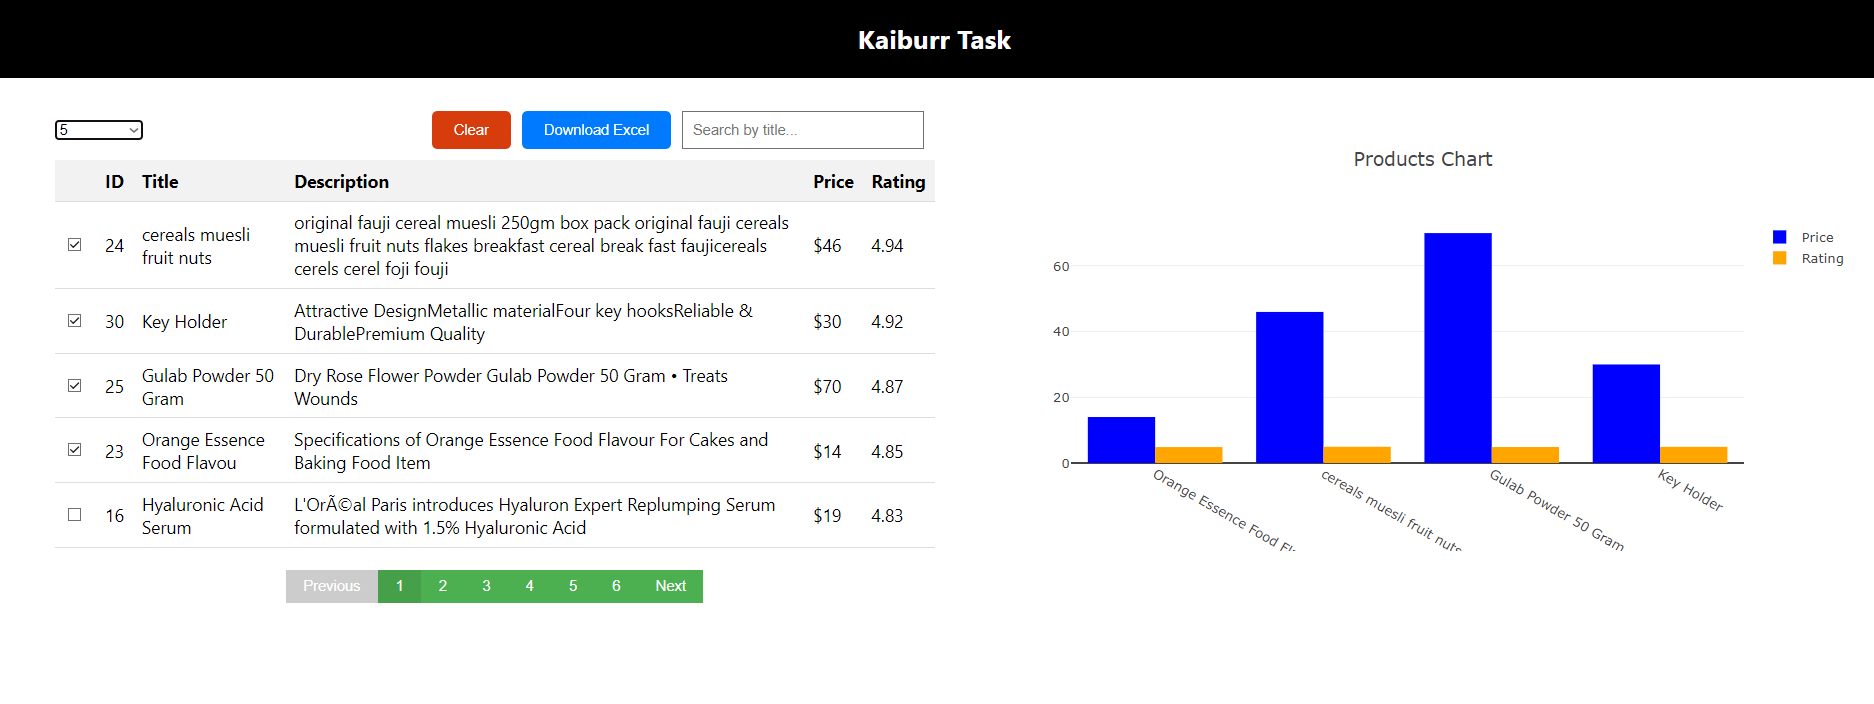 Kaiburr Task
5
Clear
Download Excel
Search by title...
ID Title Description Price Rating
24
cereals muesli
fruit nuts
original fauji cereal muesli 250gm box pack original fauji cereals
muesli fruit nuts flakes breakfast cereal break fast faujicereals
cerels cerel foji fouji
$46
4.94
30
Key Holder
Attractive DesignMetallic materialFour key hooksReliable &
DurablePremium Quality
$30
4.92
25
Gulab Powder 50
Gram
Dry Rose Flower Powder Gulab Powder 50 Gram • Treats
Wounds
$70
4.87
23
Orange Essence
Food Flavou
Specifications of Orange Essence Food Flavour For Cakes and
Baking Food Item
$14
4.85
16
Hyaluronic Acid
Serum
L'OrÃ©al Paris introduces Hyaluron Expert Replumping Serum
formulated with 1.5% Hyaluronic Acid
$19
4.83
Previous 1 2 3 4 5 6 Next
Products Chart
Price
Rating
60
40
20
0
Orange Essence Food
cereals muesli fruit nuts
Gulab Powder 50 Gram
Key Holder